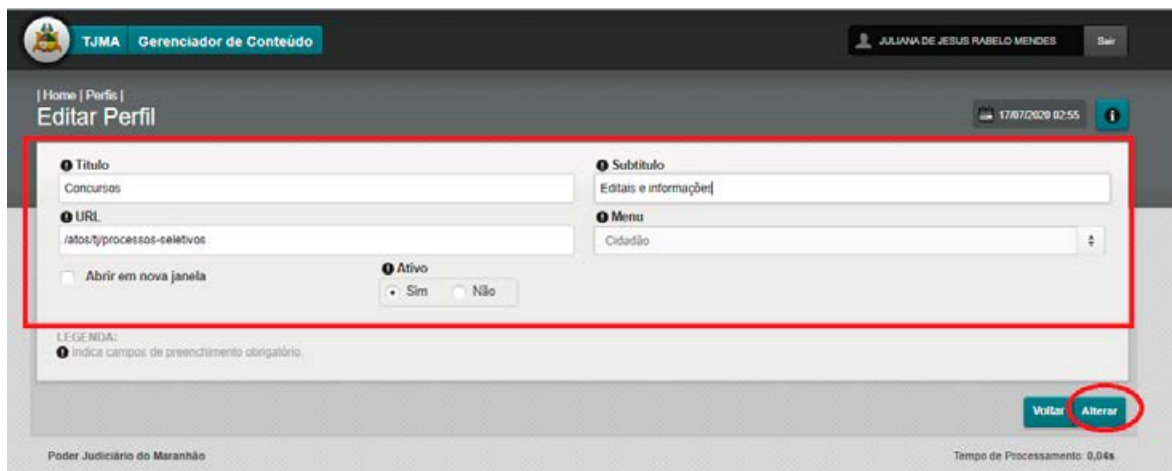 TJMA Gerenciador de Conteúdo
JULIANA DE JESUS RABELO MENDES Sair
| Home | Perfis |
Editar Perfil
17/07/2020 02:55
Título
Subtítulo
Concursos
Editais e informações
URL
Menu
/atos/tj/processos-seletivos
Cidadão
Abrir em nova janela
Ativo
Sim Não
LEGENDA:
Indica campos de preenchimento obrigatório.
Voltar Alterar
Poder Judiciário do Maranhão
Tempo de Processamento: 0,04s